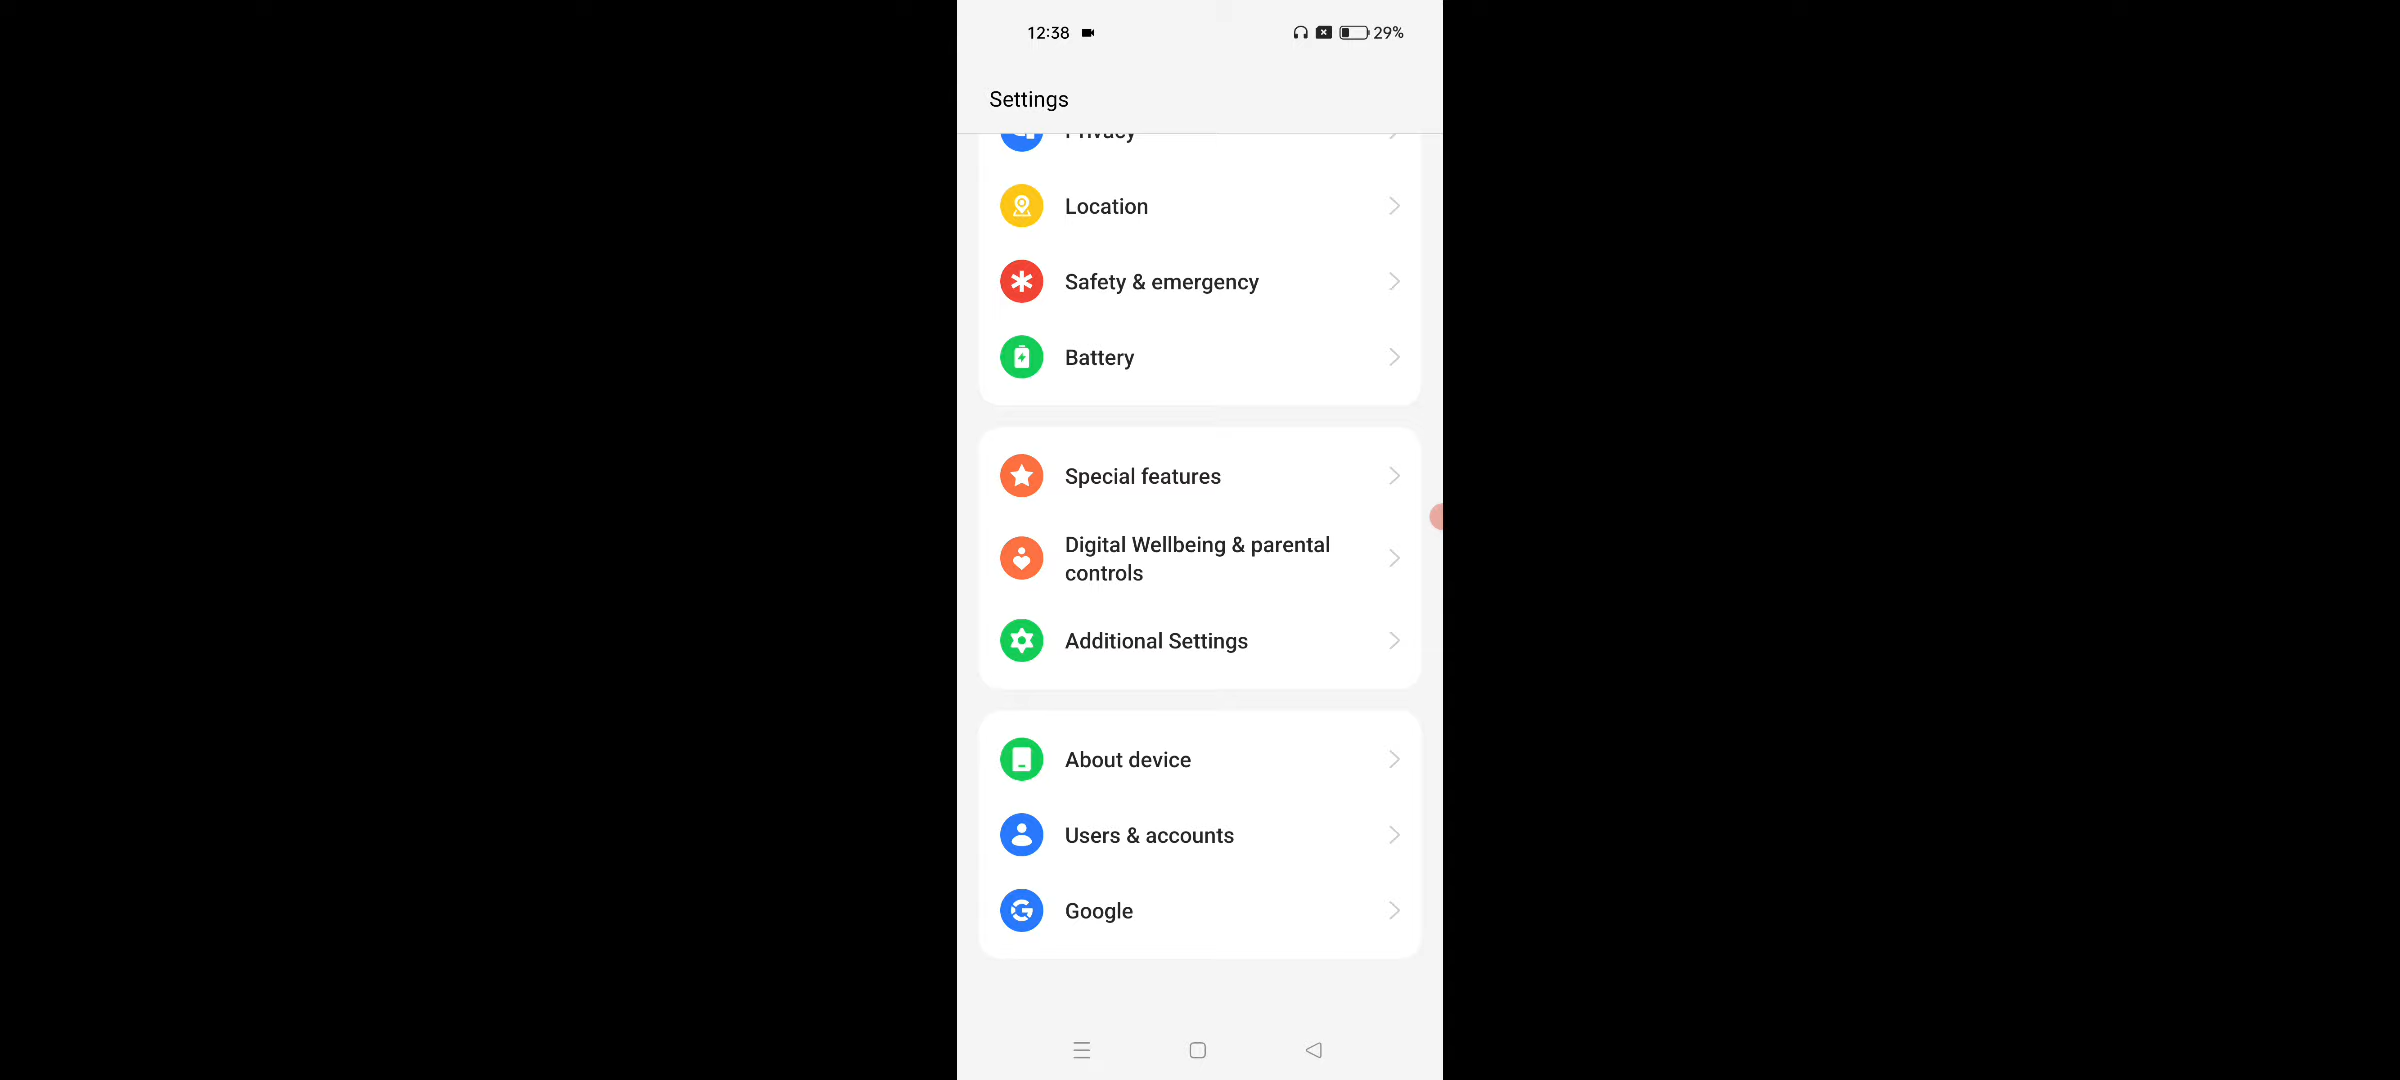 12:38
29%
Settings
Privacy
Location
Safety & emergency
Battery
Special features
Digital Wellbeing & parental
controls
Additional Settings
About device
Users & accounts
Google